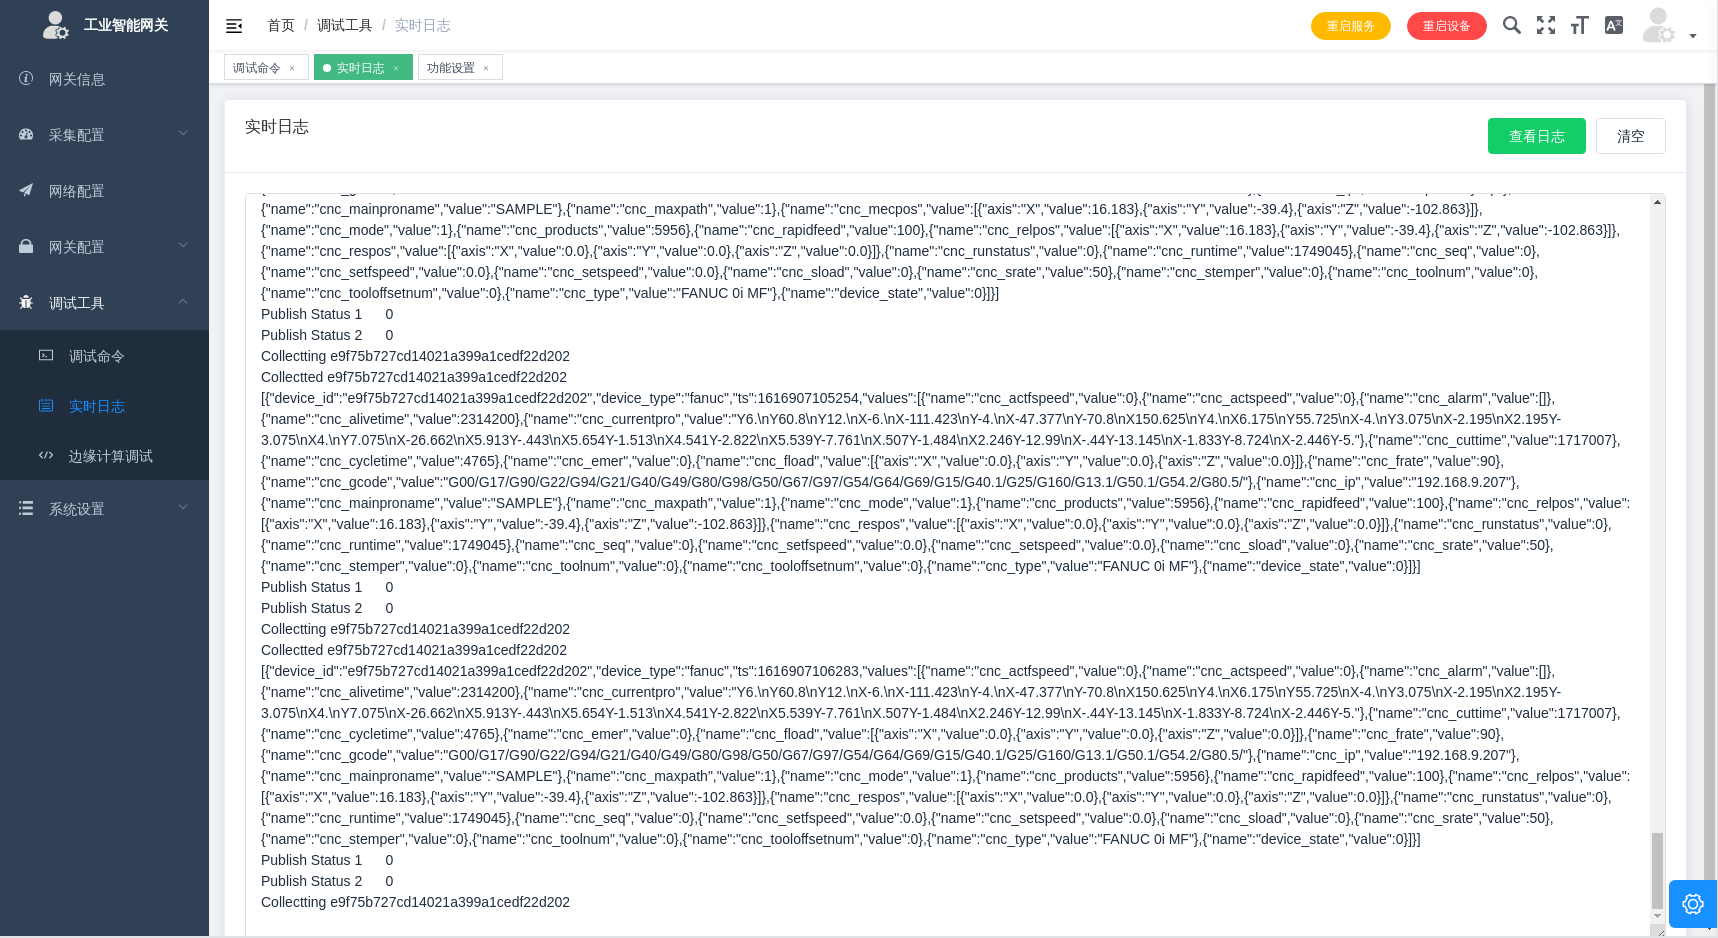 工业智能网关
网关信息
采集配置
网络配置
网关配置
调试工具
调试命令
实时日志
边缘计算调试
系统设置
首页 / 调试工具 / 实时日志
重启服务
重启设备
调试命令 ×
实时日志 ×
功能设置 ×
实时日志
查看日志
清空
{"name":"cnc_mainproname","value":"SAMPLE"},{"name":"cnc_maxpath","value":1},{"name":"cnc_mecpos","value":[{"axis":"X","value":16.183},{"axis":"Y","value":-39.4},{"axis":"Z","value":-102.863}]},
{"name":"cnc_mode","value":1},{"name":"cnc_products","value":5956},{"name":"cnc_rapidfeed","value":100},{"name":"cnc_relpos","value":[{"axis":"X","value":16.183},{"axis":"Y","value":-39.4},{"axis":"Z","value":-102.863}]},
{"name":"cnc_respos","value":[{"axis":"X","value":0.0},{"axis":"Y","value":0.0},{"axis":"Z","value":0.0}]},{"name":"cnc_runstatus","value":0},{"name":"cnc_runtime","value":1749045},{"name":"cnc_seq","value":0},
{"name":"cnc_setfspeed","value":0.0},{"name":"cnc_setspeed","value":0.0},{"name":"cnc_sload","value":0},{"name":"cnc_srate","value":50},{"name":"cnc_stemper","value":0},{"name":"cnc_toolnum","value":0},
{"name":"cnc_tooloffsetnum","value":0},{"name":"cnc_type","value":"FANUC 0i MF"},{"name":"device_state","value":0}]}]
Publish Status 1 0
Publish Status 2 0
Collectting e9f75b727cd14021a399a1cedf22d202
Collectted e9f75b727cd14021a399a1cedf22d202
[{"device_id":"e9f75b727cd14021a399a1cedf22d202","device_type":"fanuc","ts":1616907105254,"values":[{"name":"cnc_actfspeed","value":0},{"name":"cnc_actspeed","value":0},{"name":"cnc_alarm","value":[]},
{"name":"cnc_alivetime","value":2314200},{"name":"cnc_currentpro","value":"Y6.\nY60.8\nY12.\nX-6.\nX-111.423\nY-4.\nX-47.377\nY-70.8\nX150.625\nY4.\nX6.175\nY55.725\nX-4.\nY3.075\nX-2.195\nX2.195Y-
3.075\nX4.\nY7.075\nX-26.662\nX5.913Y-.443\nX5.654Y-1.513\nX4.541Y-2.822\nX5.539Y-7.761\nX.507Y-1.484\nX2.246Y-12.99\nX-.44Y-13.145\nX-1.833Y-8.724\nX-2.446Y-5."},{"name":"cnc_cuttime","value":1717007},
{"name":"cnc_cycletime","value":4765},{"name":"cnc_emer","value":0},{"name":"cnc_fload","value":[{"axis":"X","value":0.0},{"axis":"Y","value":0.0},{"axis":"Z","value":0.0}]},{"name":"cnc_frate","value":90},
{"name":"cnc_gcode","value":"G00/G17/G90/G22/G94/G21/G40/G49/G80/G98/G50/G67/G97/G54/G64/G69/G15/G40.1/G25/G160/G13.1/G50.1/G54.2/G80.5/"},{"name":"cnc_ip","value":"192.168.9.207"},
{"name":"cnc_mainproname","value":"SAMPLE"},{"name":"cnc_maxpath","value":1},{"name":"cnc_mode","value":1},{"name":"cnc_products","value":5956},{"name":"cnc_rapidfeed","value":100},{"name":"cnc_relpos","value":
[{"axis":"X","value":16.183},{"axis":"Y","value":-39.4},{"axis":"Z","value":-102.863}]},{"name":"cnc_respos","value":[{"axis":"X","value":0.0},{"axis":"Y","value":0.0},{"axis":"Z","value":0.0}]},{"name":"cnc_runstatus","value":0},
{"name":"cnc_runtime","value":1749045},{"name":"cnc_seq","value":0},{"name":"cnc_setfspeed","value":0.0},{"name":"cnc_setspeed","value":0.0},{"name":"cnc_sload","value":0},{"name":"cnc_srate","value":50},
{"name":"cnc_stemper","value":0},{"name":"cnc_toolnum","value":0},{"name":"cnc_tooloffsetnum","value":0},{"name":"cnc_type","value":"FANUC 0i MF"},{"name":"device_state","value":0}]}]
Publish Status 1 0
Publish Status 2 0
Collectting e9f75b727cd14021a399a1cedf22d202
Collectted e9f75b727cd14021a399a1cedf22d202
[{"device_id":"e9f75b727cd14021a399a1cedf22d202","device_type":"fanuc","ts":1616907106283,"values":[{"name":"cnc_actfspeed","value":0},{"name":"cnc_actspeed","value":0},{"name":"cnc_alarm","value":[]},
{"name":"cnc_alivetime","value":2314200},{"name":"cnc_currentpro","value":"Y6.\nY60.8\nY12.\nX-6.\nX-111.423\nY-4.\nX-47.377\nY-70.8\nX150.625\nY4.\nX6.175\nY55.725\nX-4.\nY3.075\nX-2.195\nX2.195Y-
3.075\nX4.\nY7.075\nX-26.662\nX5.913Y-.443\nX5.654Y-1.513\nX4.541Y-2.822\nX5.539Y-7.761\nX.507Y-1.484\nX2.246Y-12.99\nX-.44Y-13.145\nX-1.833Y-8.724\nX-2.446Y-5."},{"name":"cnc_cuttime","value":1717007},
{"name":"cnc_cycletime","value":4765},{"name":"cnc_emer","value":0},{"name":"cnc_fload","value":[{"axis":"X","value":0.0},{"axis":"Y","value":0.0},{"axis":"Z","value":0.0}]},{"name":"cnc_frate","value":90},
{"name":"cnc_gcode","value":"G00/G17/G90/G22/G94/G21/G40/G49/G80/G98/G50/G67/G97/G54/G64/G69/G15/G40.1/G25/G160/G13.1/G50.1/G54.2/G80.5/"},{"name":"cnc_ip","value":"192.168.9.207"},
{"name":"cnc_mainproname","value":"SAMPLE"},{"name":"cnc_maxpath","value":1},{"name":"cnc_mode","value":1},{"name":"cnc_products","value":5956},{"name":"cnc_rapidfeed","value":100},{"name":"cnc_relpos","value":
[{"axis":"X","value":16.183},{"axis":"Y","value":-39.4},{"axis":"Z","value":-102.863}]},{"name":"cnc_respos","value":[{"axis":"X","value":0.0},{"axis":"Y","value":0.0},{"axis":"Z","value":0.0}]},{"name":"cnc_runstatus","value":0},
{"name":"cnc_runtime","value":1749045},{"name":"cnc_seq","value":0},{"name":"cnc_setfspeed","value":0.0},{"name":"cnc_setspeed","value":0.0},{"name":"cnc_sload","value":0},{"name":"cnc_srate","value":50},
{"name":"cnc_stemper","value":0},{"name":"cnc_toolnum","value":0},{"name":"cnc_tooloffsetnum","value":0},{"name":"cnc_type","value":"FANUC 0i MF"},{"name":"device_state","value":0}]}]
Publish Status 1 0
Publish Status 2 0
Collectting e9f75b727cd14021a399a1cedf22d202